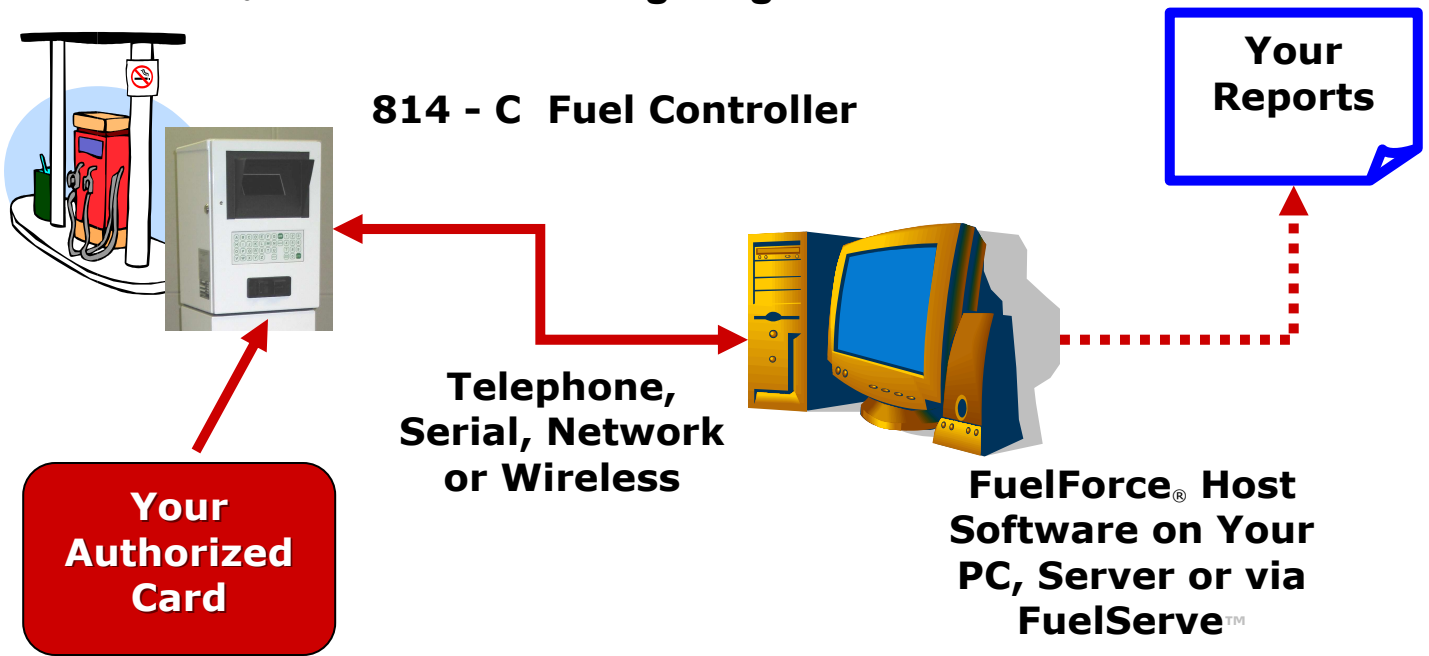 814 - C Fuel Controller
Your
Reports
Telephone,
Serial, Network
or Wireless
Your
Authorized
Card
FuelForce® Host
Software on Your
PC, Server or via
FuelServe™